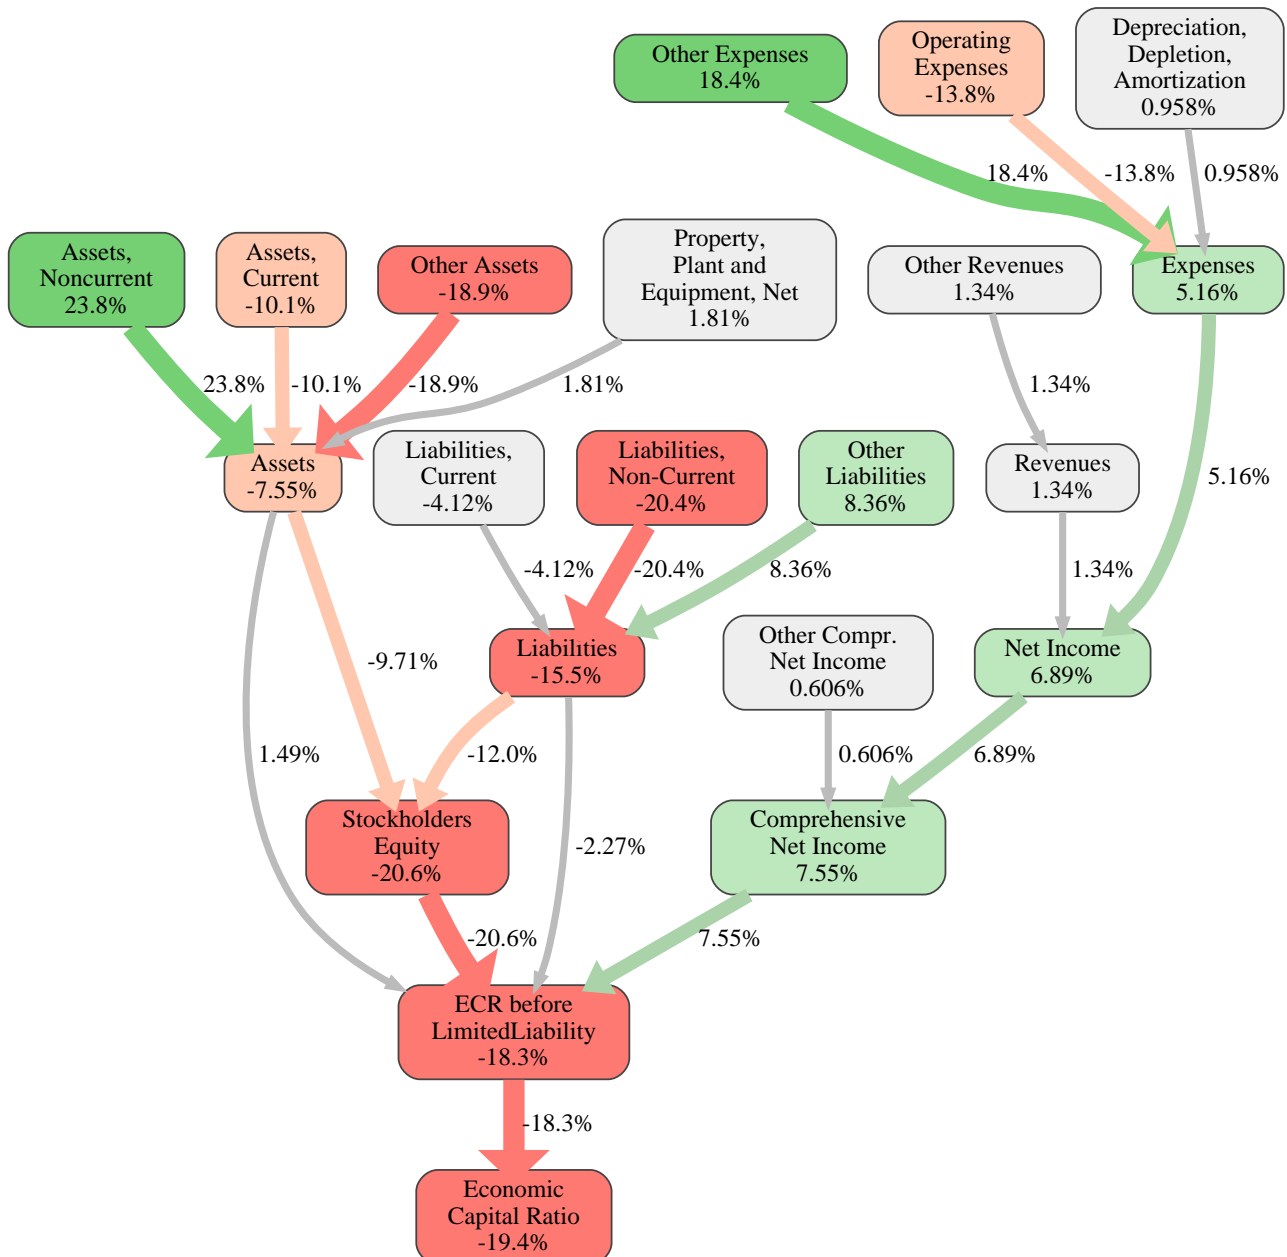 Other Expenses
18.4%
Operating
Expenses
-13.8%
Depreciation,
Depletion,
Amortization
0.958%
18.4%
-13.8%
0.958%
Assets,
Noncurrent
23.8%
Assets,
Current
-10.1%
Other Assets
-18.9%
Property,
Plant and
Equipment, Net
1.81%
Other Revenues
1.34%
Expenses
5.16%
23.8%
-10.1%
-18.9%
1.81%
1.34%
5.16%
Assets
-7.55%
Liabilities,
Current
-4.12%
Liabilities,
Non-Current
-20.4%
Other
Liabilities
8.36%
Revenues
1.34%
-4.12%
-20.4%
8.36%
1.34%
Liabilities
-15.5%
Other Compr.
Net Income
0.606%
Net Income
6.89%
-9.71%
1.49%
-12.0%
0.606%
6.89%
Stockholders
Equity
-20.6%
-2.27%
Comprehensive
Net Income
7.55%
-20.6%
7.55%
ECR before
LimitedLiability
-18.3%
-18.3%
Economic
Capital Ratio
-19.4%